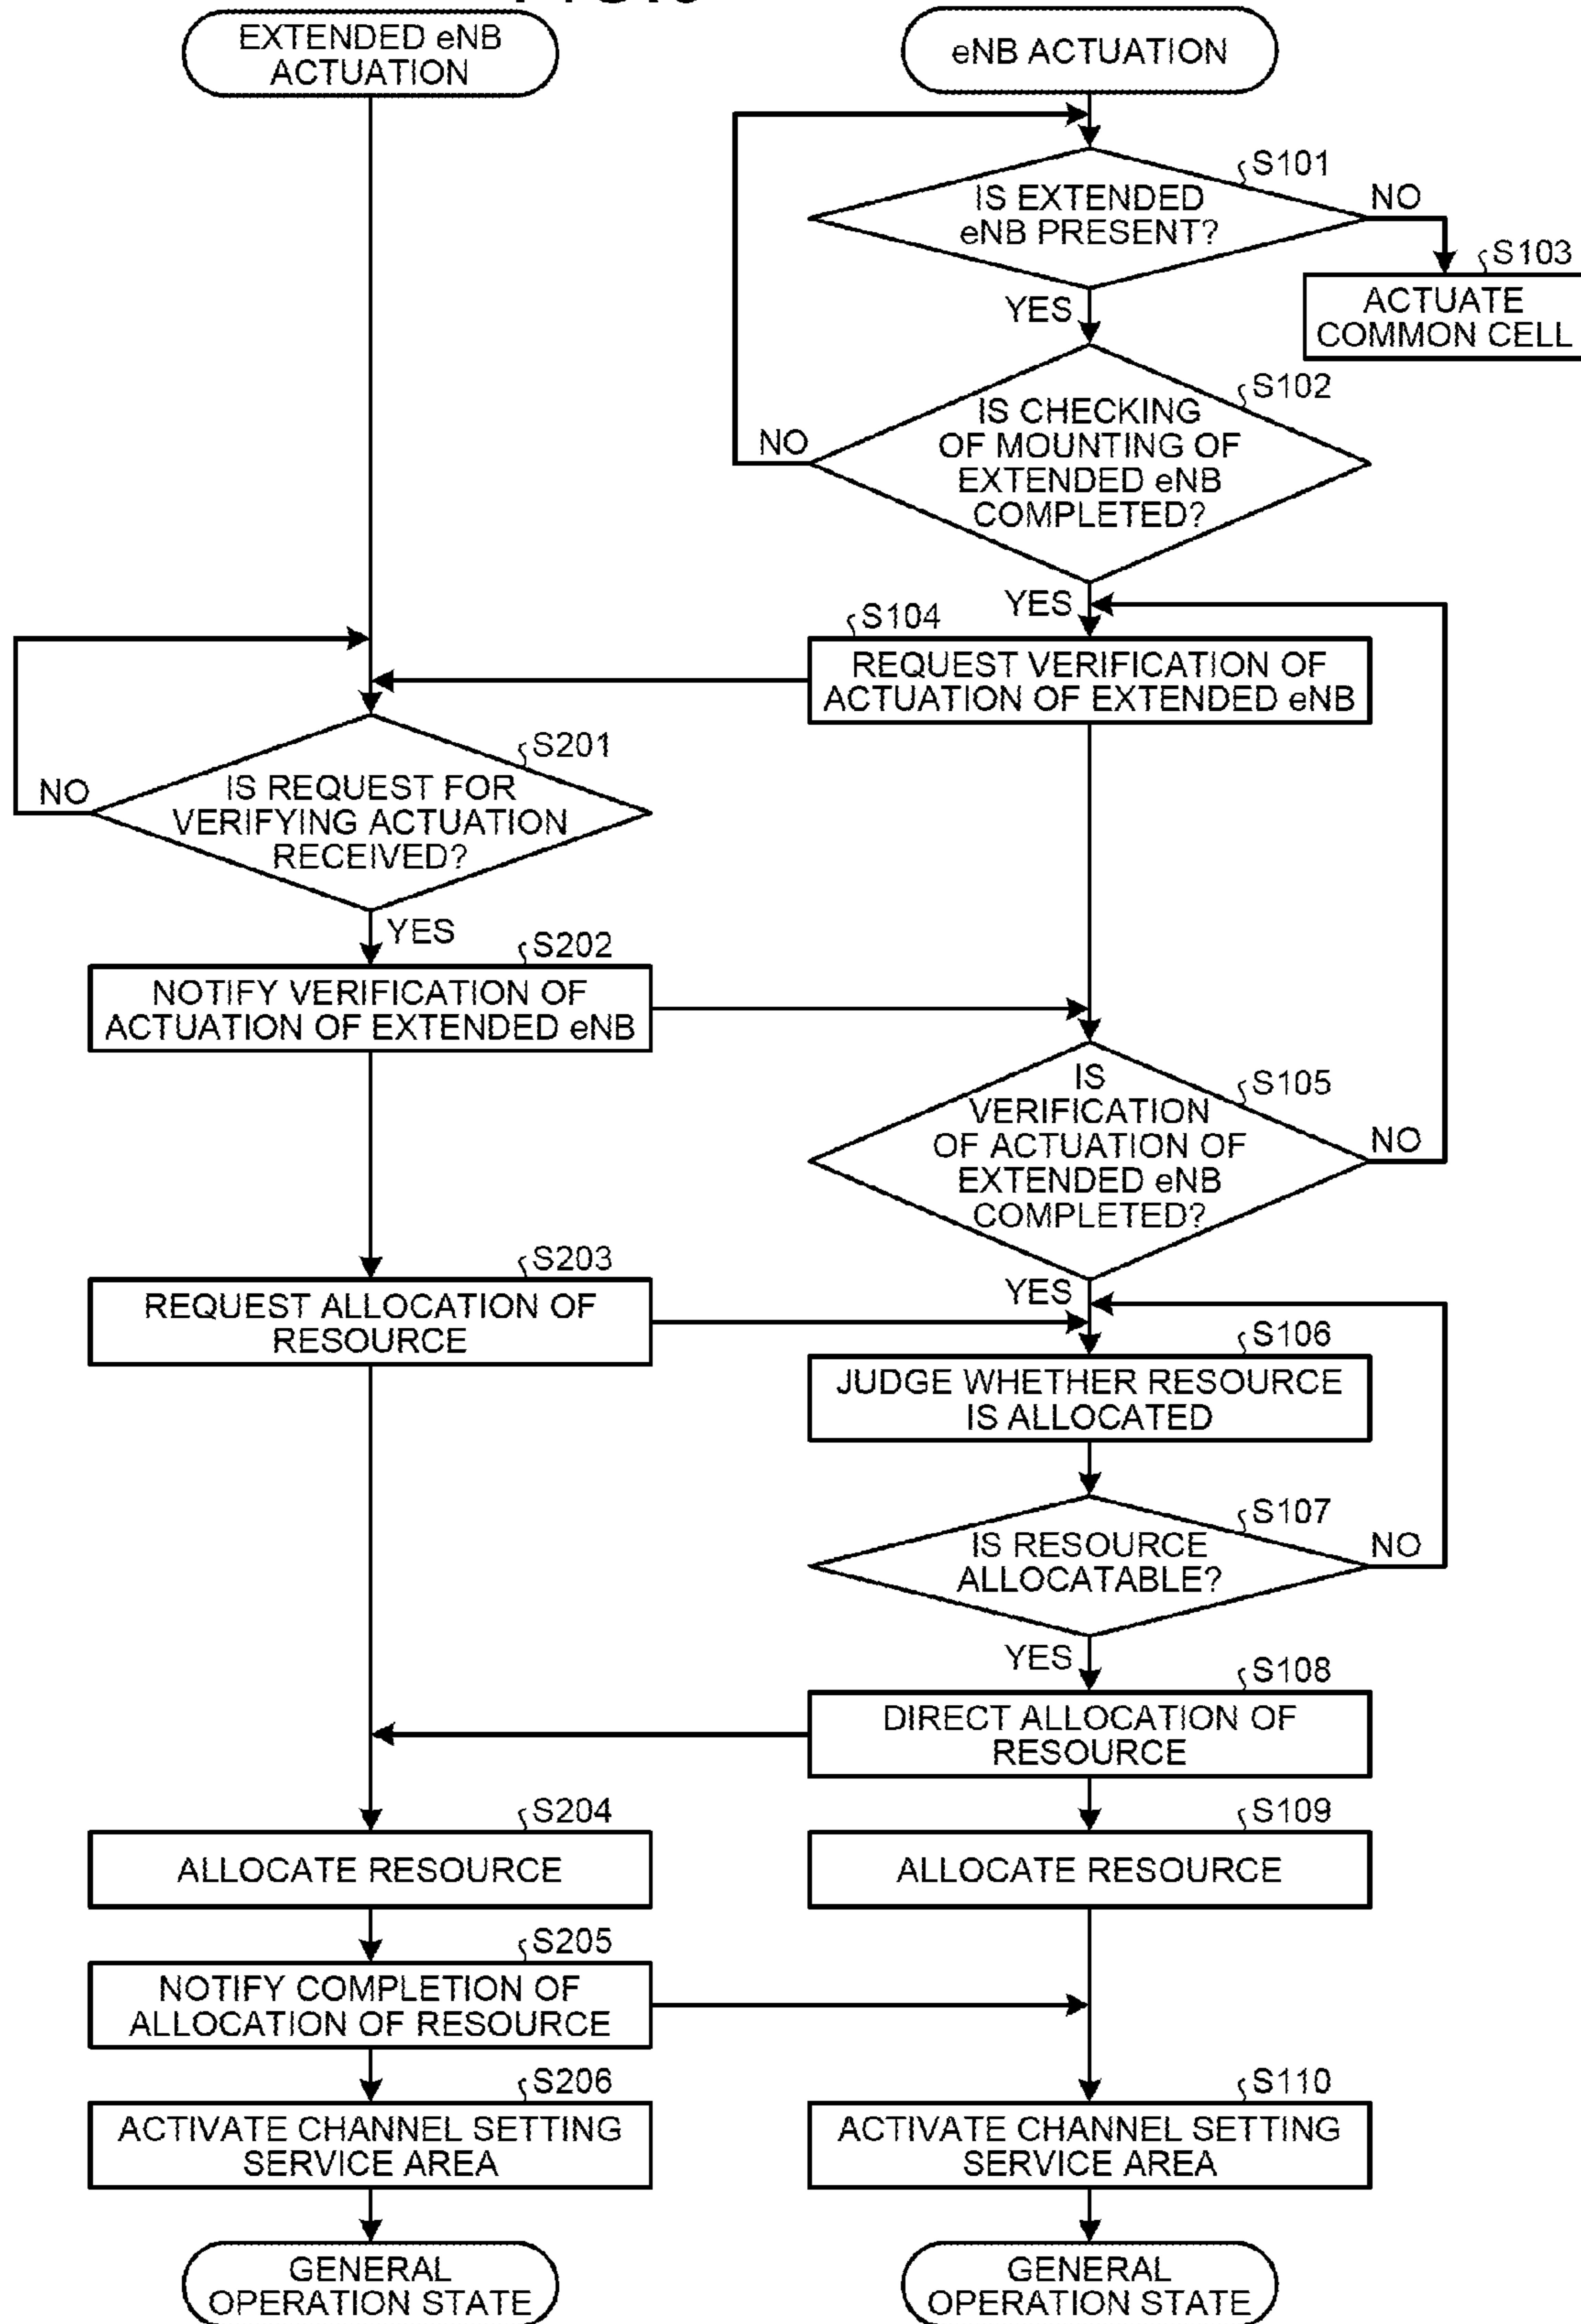 EXTENDED eNB
ACTUATION
eNB ACTUATION
S101
IS EXTENDED
eNB PRESENT?
NO
S103
ACTUATE
COMMON CELL
YES
S102
IS CHECKING
OF MOUNTING OF
EXTENDED eNB
COMPLETED?
NO
YES
S104
REQUEST VERIFICATION OF
ACTUATION OF EXTENDED eNB
S201
IS REQUEST FOR
VERIFYING ACTUATION
RECEIVED?
NO
YES
S202
NOTIFY VERIFICATION OF
ACTUATION OF EXTENDED eNB
S105
IS
VERIFICATION
OF ACTUATION OF
EXTENDED eNB
COMPLETED?
NO
YES
S203
REQUEST ALLOCATION OF
RESOURCE
S106
JUDGE WHETHER RESOURCE
IS ALLOCATED
S107
IS RESOURCE
ALLOCATABLE?
NO
YES
S108
DIRECT ALLOCATION OF
RESOURCE
S204
ALLOCATE RESOURCE
S109
ALLOCATE RESOURCE
S205
NOTIFY COMPLETION OF
ALLOCATION OF RESOURCE
S206
ACTIVATE CHANNEL SETTING
SERVICE AREA
S110
ACTIVATE CHANNEL SETTING
SERVICE AREA
GENERAL
OPERATION STATE
GENERAL
OPERATION STATE